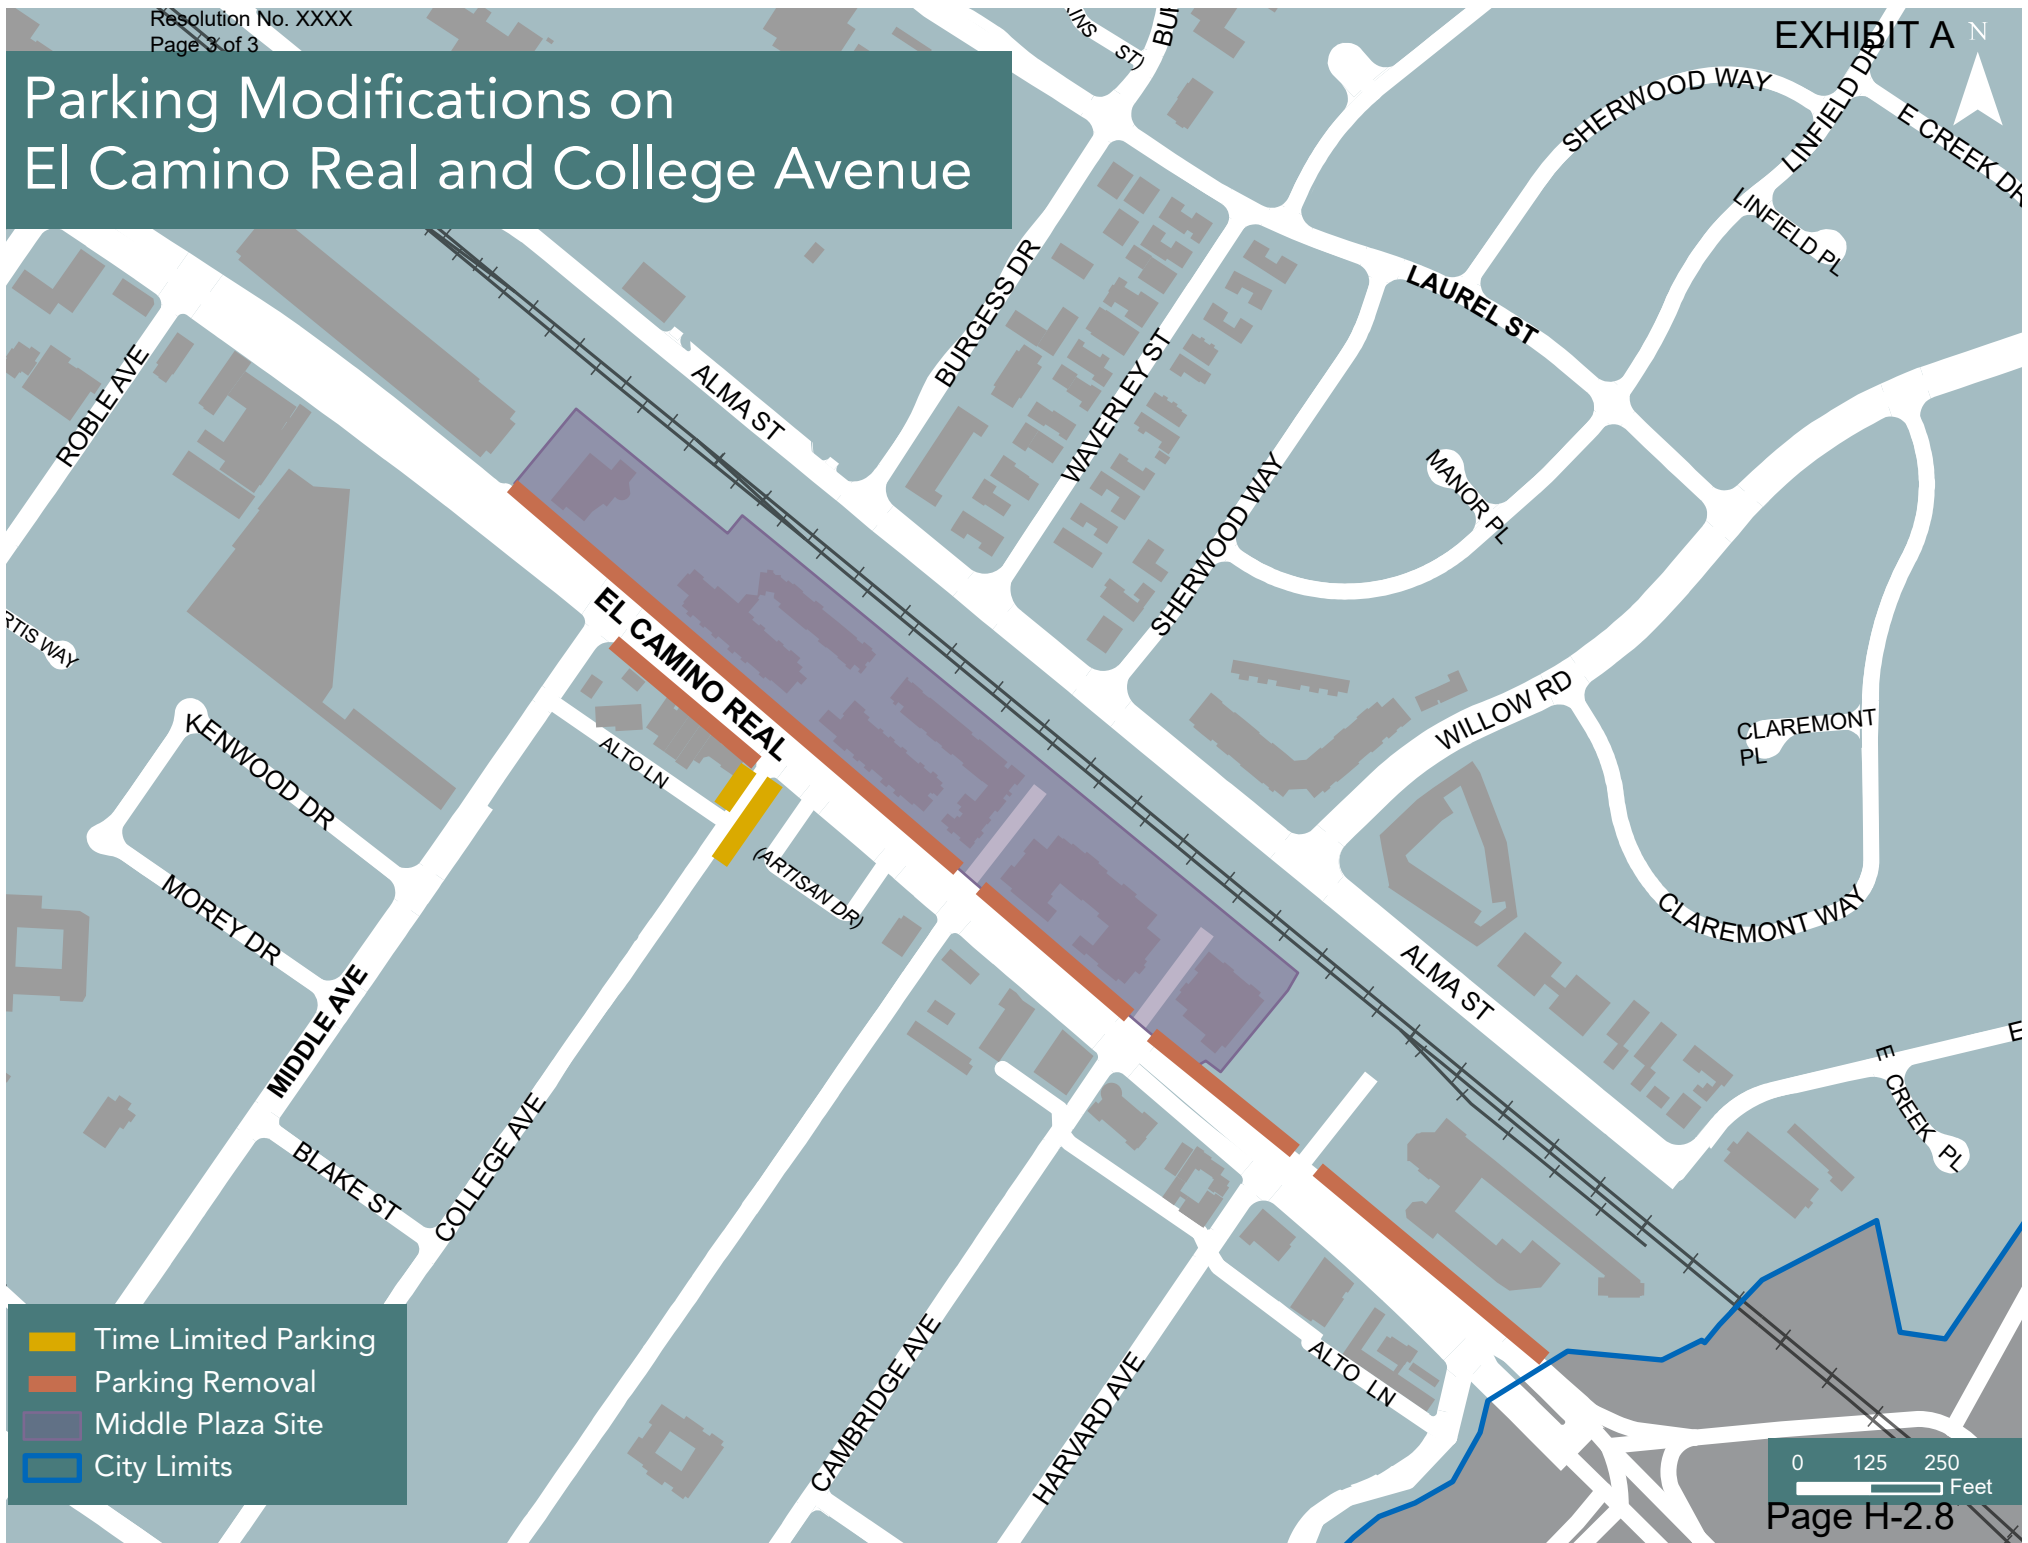 Resolution No. XXXX
Page 3 of 3
EXHIBIT A
N
Parking Modifications on
El Camino Real and College Avenue
ST)
SHERWOOD WAY
LINFIELD DR
E CREEK DR
LINFIELD PL
LAUREL ST
BURGESS DR
WAVERLEY ST
ALMA ST
ROBLE AVE
MANOR PL
SHERWOOD WAY
EL CAMINO REAL
WAY
KENWOOD DR
ALTO LN
WILLOW RD
CLAREMONT
PL
(ARTISAN DR)
MOREY DR
CLAREMONT WAY
MIDDLE AVE
ALMA ST
E
CREEK PL
E
BLAKE ST
COLLEGE AVE
CAMBRIDGE AVE
HARVARD AVE
ALTO LN
Time Limited Parking
Parking Removal
Middle Plaza Site
City Limits
0 125 250
Feet
Page H-2.8